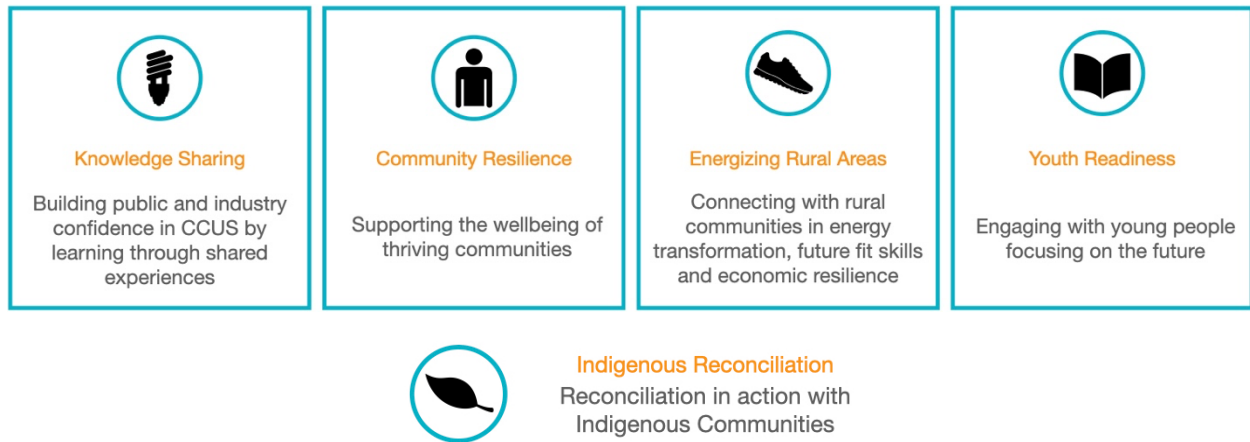 Knowledge Sharing
Building public and industry
confidence in CCUS by
learning through shared
experiences
Community Resilience
Supporting the wellbeing of
thriving communities
Energizing Rural Areas
Connecting with rural
communities in energy
transformation, future fit skills
and economic resilience
Youth Readiness
Engaging with young people
focusing on the future
Indigenous Reconciliation
Reconciliation in action with
Indigenous Communities